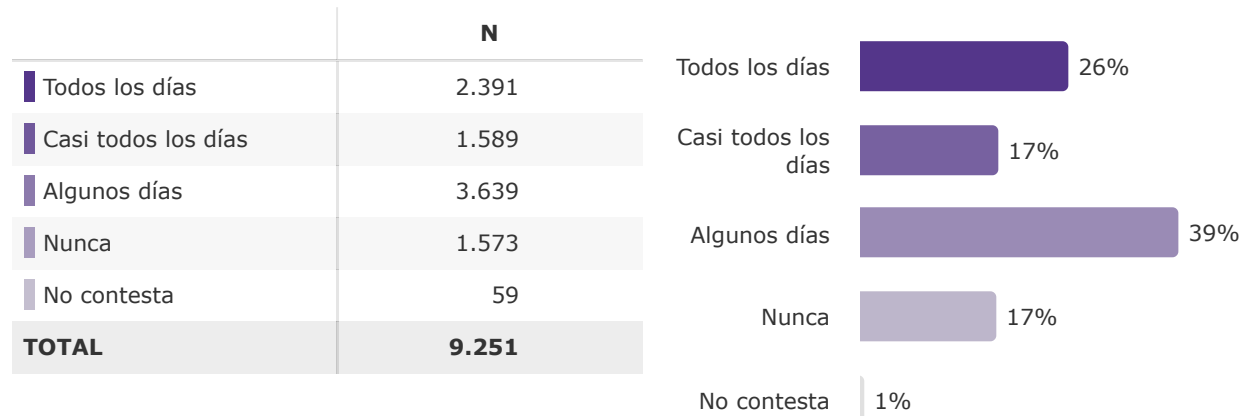 N
Todos los días 2.391
Casi todos los días 1.589
Algunos días 3.639
Nunca 1.573
No contesta 59
TOTAL 9.251
Todos los días 26%
Casi todos los
días 17%
Algunos días 39%
Nunca 17%
No contesta 1%